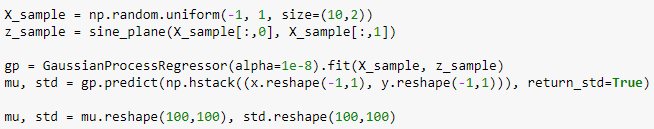 X_sample = np.random.uniform(-1, 1, size=(10,2))
z_sample = sine_plane(X_sample[:,0], X_sample[:,1])
gp = GaussianProcessRegressor(alpha=1e-8).fit(X_sample, z_sample)
mu, std = gp.predict(np.hstack((x.reshape(-1,1), y.reshape(-1,1))), return_std=True)
mu, std = mu.reshape(100,100), std.reshape(100,100)